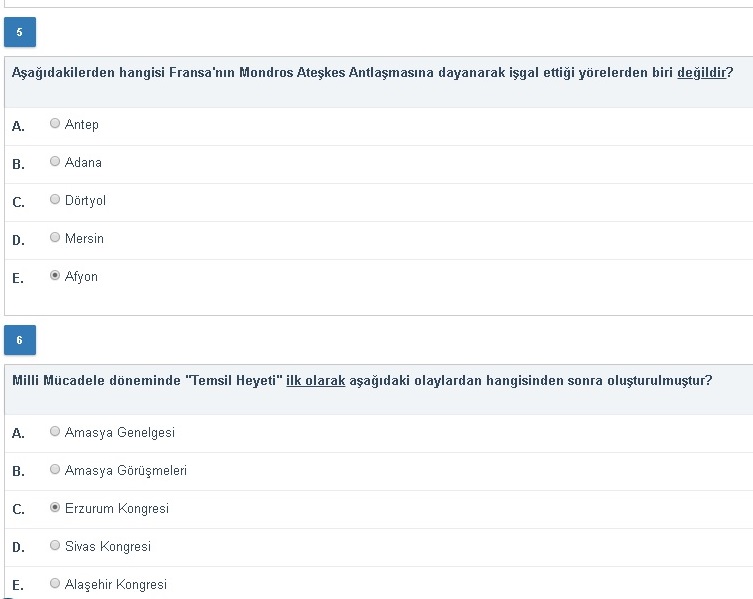 5
Aşağıdakilerden hangisi Fransa'nın Mondros Ateşkes Antlaşmasına dayanarak işgal ettiği yörelerden biri değildir?
A. Antep
B. Adana
C. Dörtyol
D. Mersin
E. Afyon
6
Milli Mücadele döneminde "Temsil Heyeti" ilk olarak aşağıdaki olaylardan hangisinden sonra oluşturulmuştur?
A. Amasya Genelgesi
B. Amasya Görüşmeleri
C. Erzurum Kongresi
D. Sivas Kongresi
E. Alaşehir Kongresi